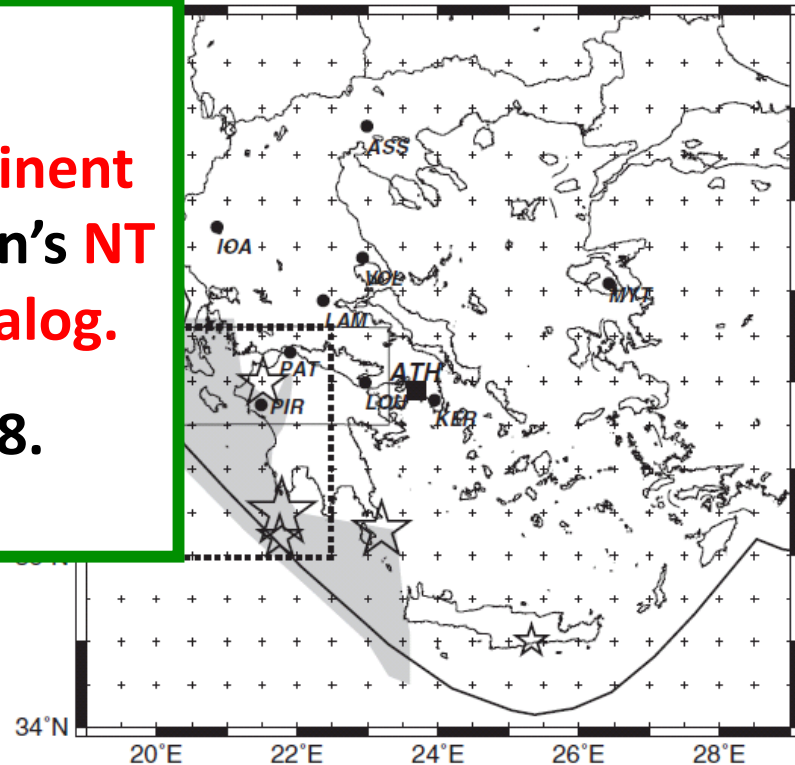 inent
n’s NT
alog.
8.
ASS
IOA
VOL
MYT
LAM
PAT
ATH
PIR
LOU
KER
34°N
20°E
22°E
24°E
26°E
28°E